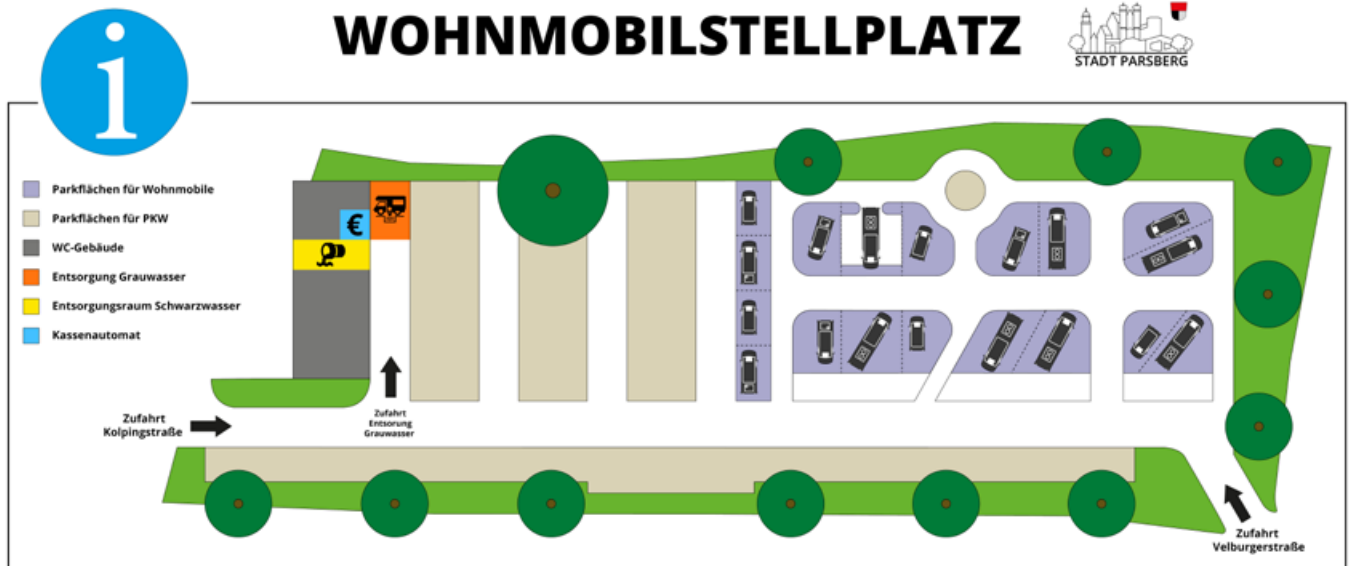 WOHNMOBILSTELLPLATZ
STADT PARSBERG
i
Parkflächen für Wohnmobile
Parkflächen für PKW
WC-Gebäude
Entsorgung Grauwasser
Entsorgungsraum Schwarzwasser
Kassenautomat
€
Zufahrt
Kolpingstraße
Zufahrt
Entsorung
Grauwasser
Zufahrt
Velburgerstraße